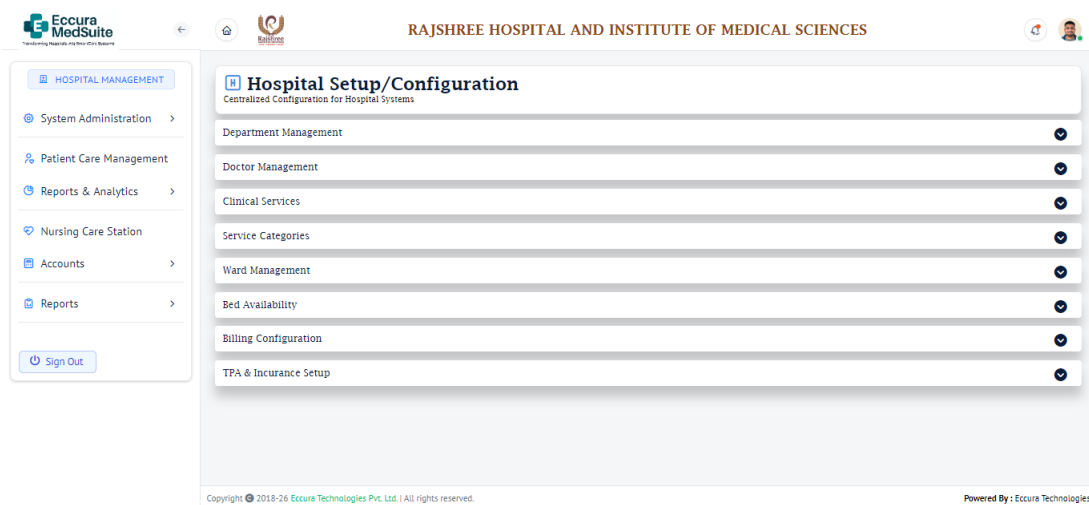 Eccura
MedSuite
RAJSHREE HOSPITAL AND INSTITUTE OF MEDICAL SCIENCES
Rajshree
HOSPITAL MANAGEMENT
System Administration
Patient Care Management
Reports & Analytics
Nursing Care Station
Accounts
Reports
Sign Out
H Hospital Setup/Configuration
Centralized Configuration for Hospital Systems
Department Management
Doctor Management
Clinical Services
Service Categories
Ward Management
Bed Availability
Billing Configuration
TPA & Incurance Setup
Copyright © 2018-26 Eccura Technologies Pvt. Ltd. | All rights reserved.
Powered By : Eccura Technologies